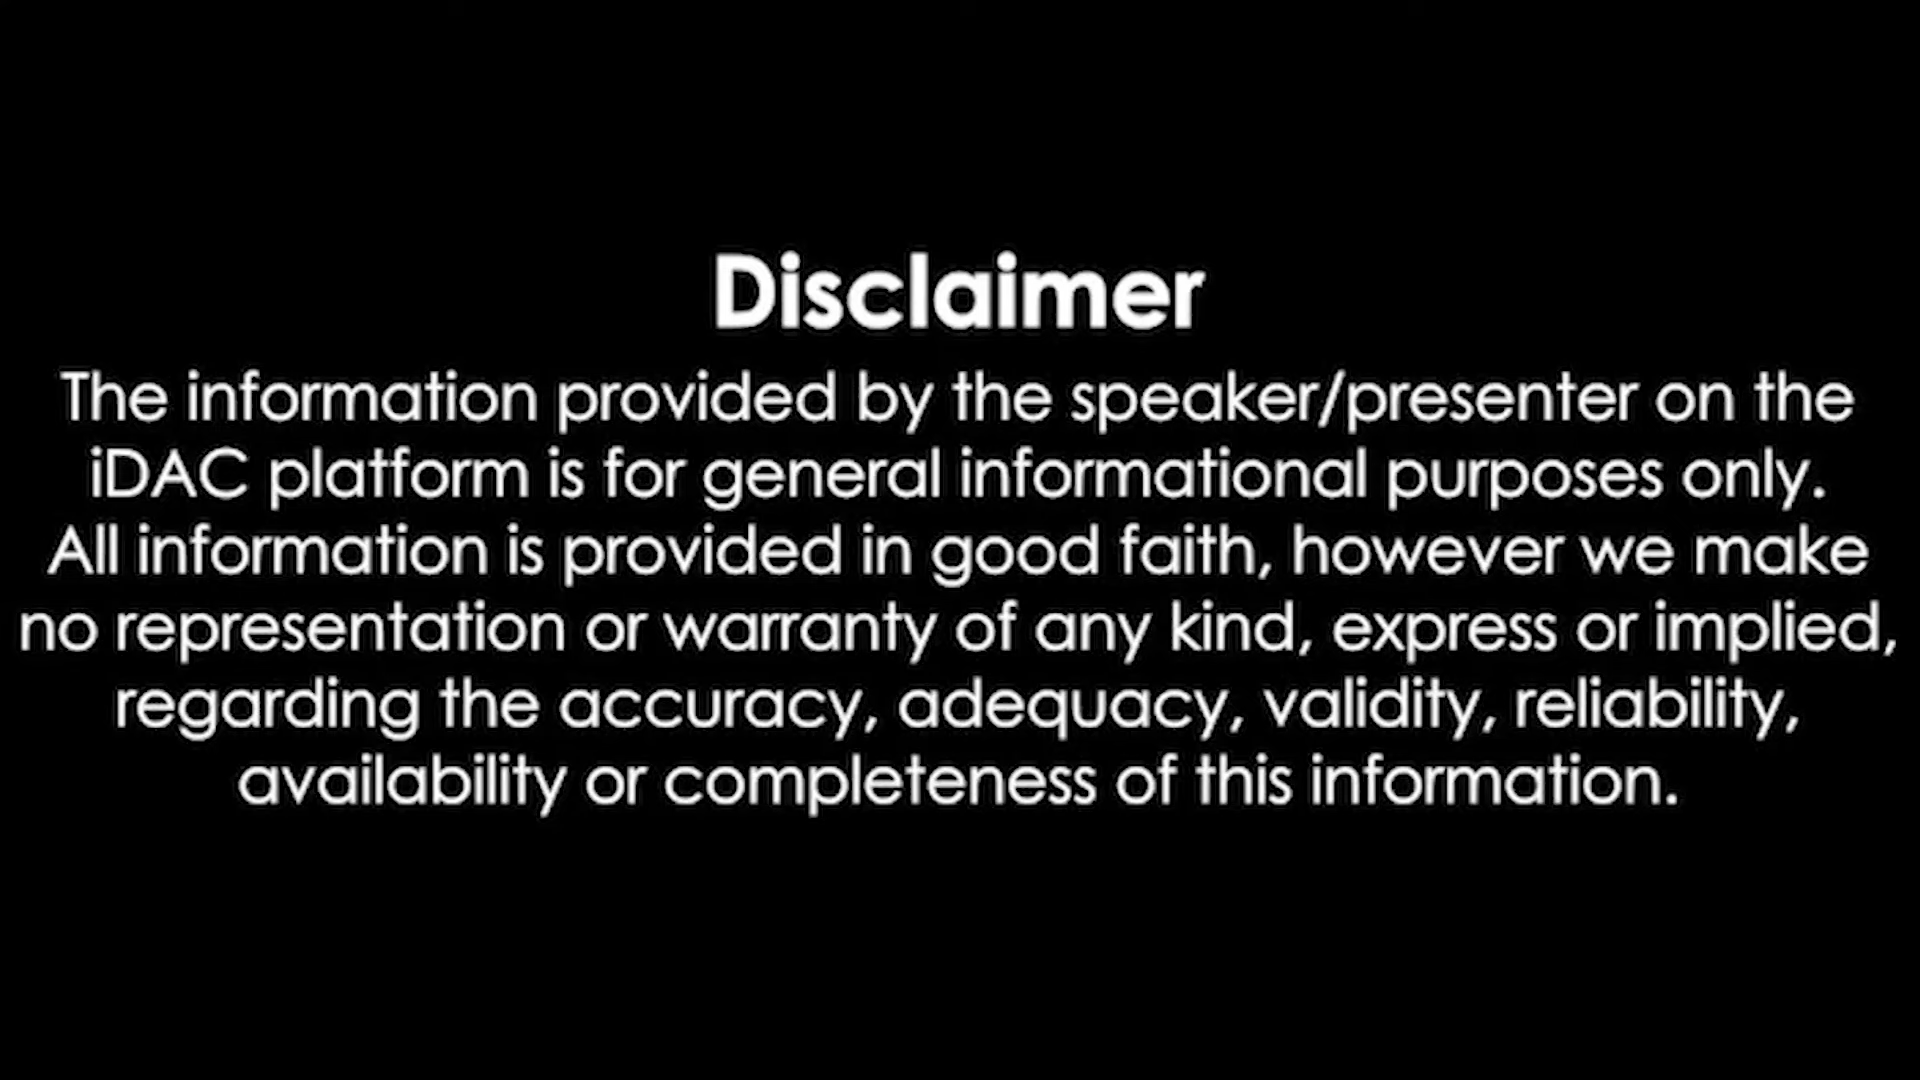 Disclaimer
The information provided by the speaker/presenter on the
iDAC platform is for general informational purposes only.
All information is provided in good faith, however we make
no representation or warranty of any kind, express or implied,
regarding the accuracy, adequacy, validity, reliability,
availability or completeness of this information.